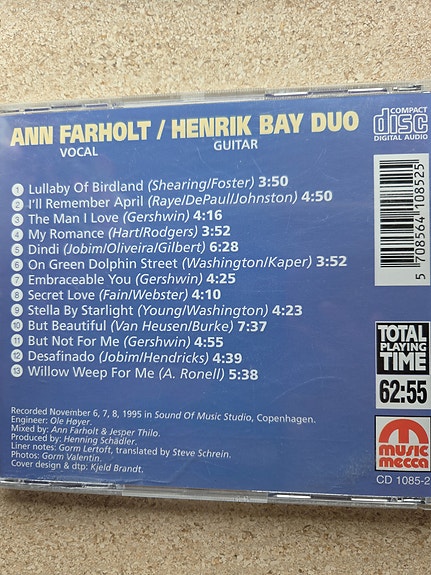 ANN FARHOLT / HENRIK BAY DUO
VOCAL GUITAR
COMPACT
disc
DIGITAL AUDIO
1 Lullaby Of Birdland (Shearing/Foster) 3:50
2 I'll Remember April (Raye/DePaul/Johnston) 4:50
3 The Man I Love (Gershwin) 4:16
4 My Romance (Hart/Rodgers) 3:52
5 Dindi (Jobim/Oliveira/Gilbert) 6:28
6 On Green Dolphin Street (Washington/Kaper) 3:52
7 Embraceable You (Gershwin) 4:25
8 Secret Love (Fain/Webster) 4:10
9 Stella By Starlight (Young/Washington) 4:23
10 But Beautiful (Van Heusen/Burke) 7:37
11 But Not For Me (Gershwin) 4:55
12 Desafinado (Jobim/Hendricks) 4:39
13 Willow Weep For Me (A. Ronell) 5:38
Recorded November 6, 7, 8, 1995 in Sound Of Music Studio, Copenhagen.
Engineer: Ole Høyer.
Mixed by: Ann Farholt & Jesper Thilo.
Produced by: Henning Schädler.
Liner notes: Gorm Lertoft, translated by Steve Schrein.
Photos: Gorm Valentin.
Cover design & dtp: Kjeld Brandt.
5 708564 108525
TOTAL
PLAYING
TIME
62:55
music
mecca
CD 1085-2